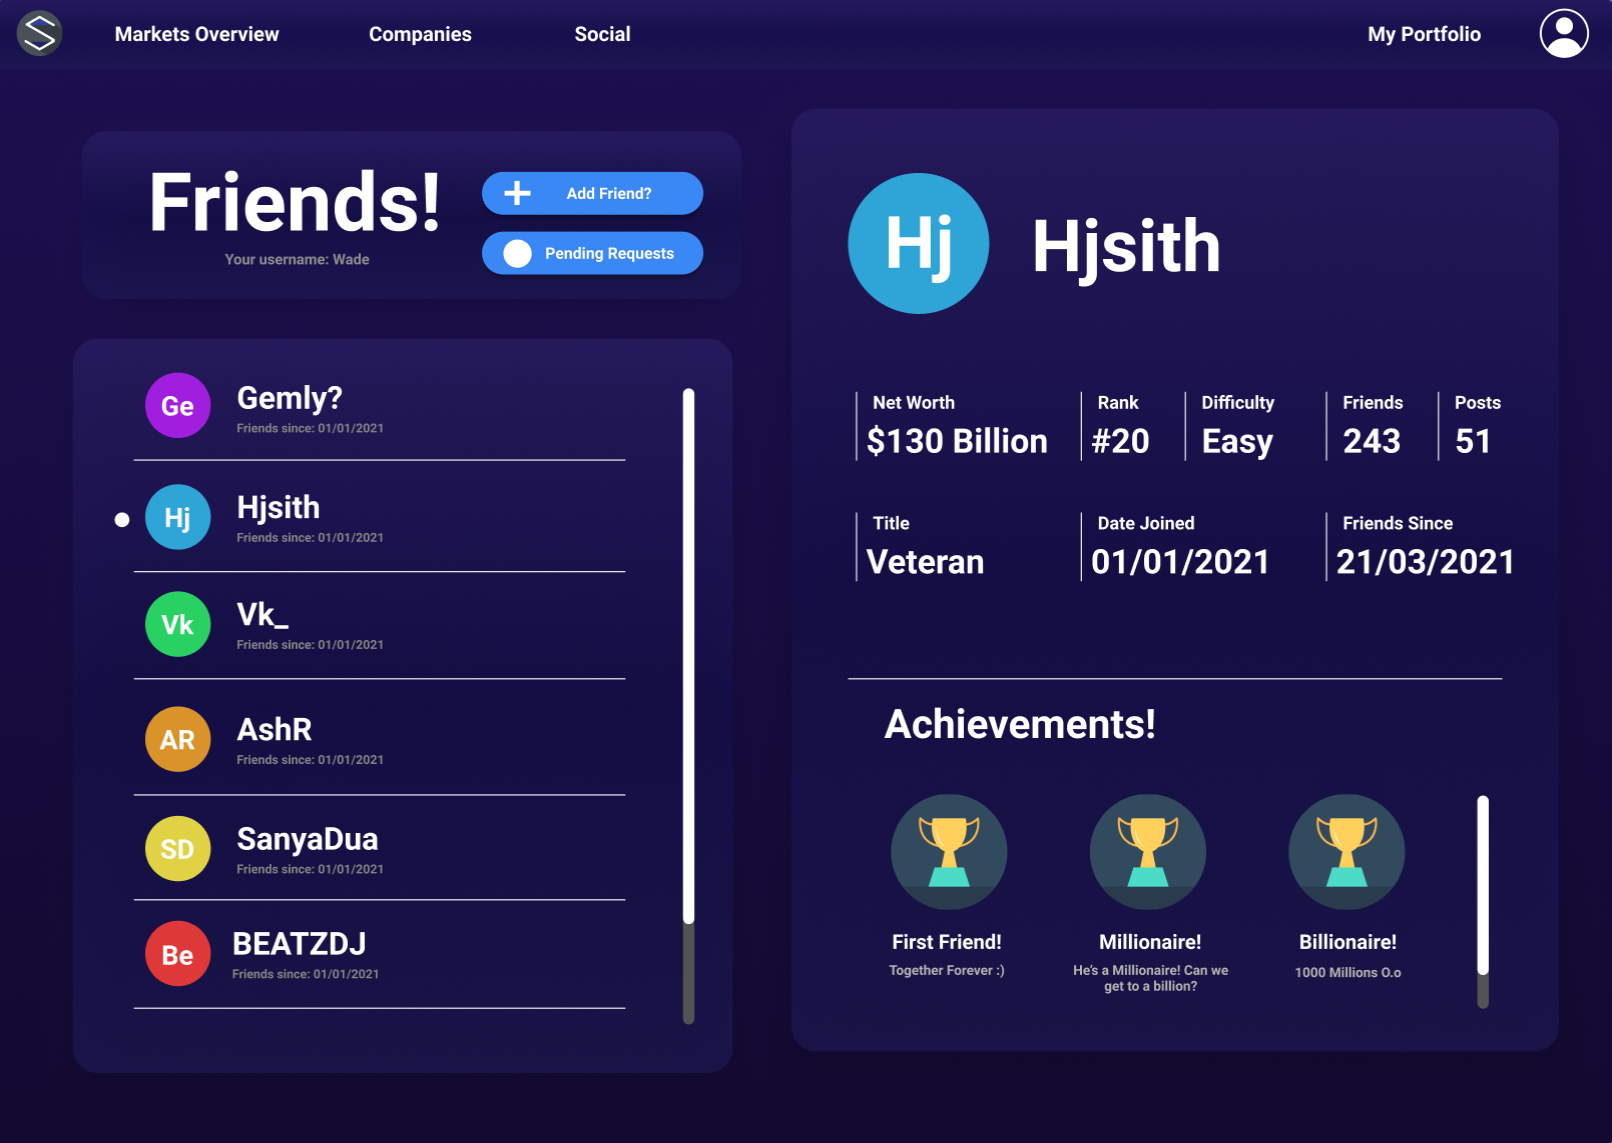 Markets Overview
Companies
Social
My Portfolio
Friends!
Your username: Wade
Add Friend?
Pending Requests
Ge
Gemly?
Friends since: 01/01/2021
Hj
Hjsith
Friends since: 01/01/2021
Vk
Vk_
Friends since: 01/01/2021
AR
AshR
Friends since: 01/01/2021
SD
SanyaDua
Friends since: 01/01/2021
Be
BEATZDJ
Friends since: 01/01/2021
Hj
Hjsith
Net Worth
$130 Billion
Rank
#20
Difficulty
Easy
Friends
243
Posts
51
Title
Veteran
Date Joined
01/01/2021
Friends Since
21/03/2021
Achievements!
First Friend!
Together Forever :)
Millionaire!
He's a Millionaire! Can we
get to a billion?
Billionaire!
1000 Millions O.o